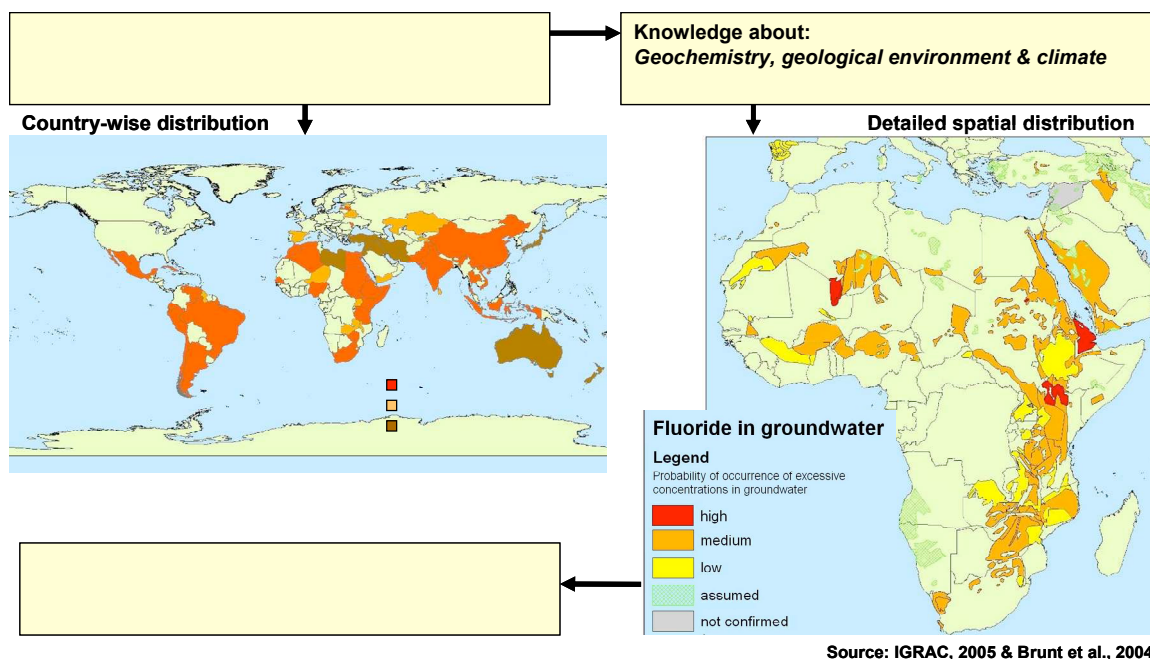 Knowledge about:
Geochemistry, geological environment & climate
Country-wise distribution
Detailed spatial distribution
Fluoride in groundwater
Legend
Probability of occurrence of excessive
concentrations in groundwater
high
medium
low
assumed
not confirmed
Source: IGRAC, 2005 & Brunt et al., 2004